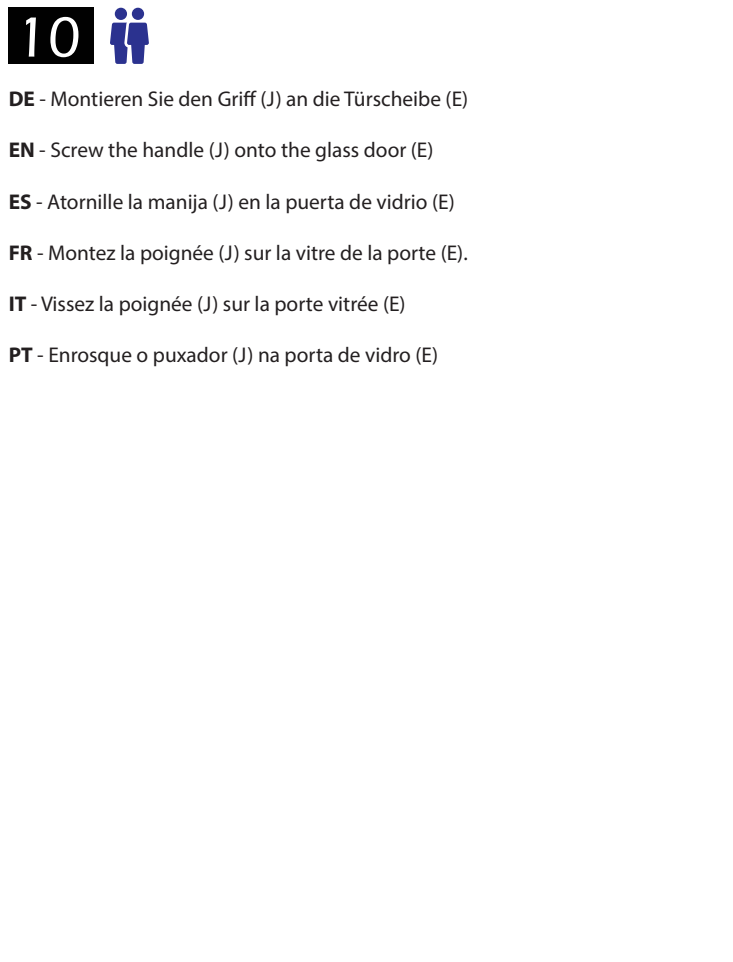 10
DE - Montieren Sie den Griff (J) an die Türscheibe (E)
EN - Screw the handle (J) onto the glass door (E)
ES - Atornille la manija (J) en la puerta de vidrio (E)
FR - Montez la poignée (J) sur la vitre de la porte (E).
IT - Vissez la poignée (J) sur la porte vitrée (E)
PT - Enrosque o puxador (J) na porta de vidro (E)